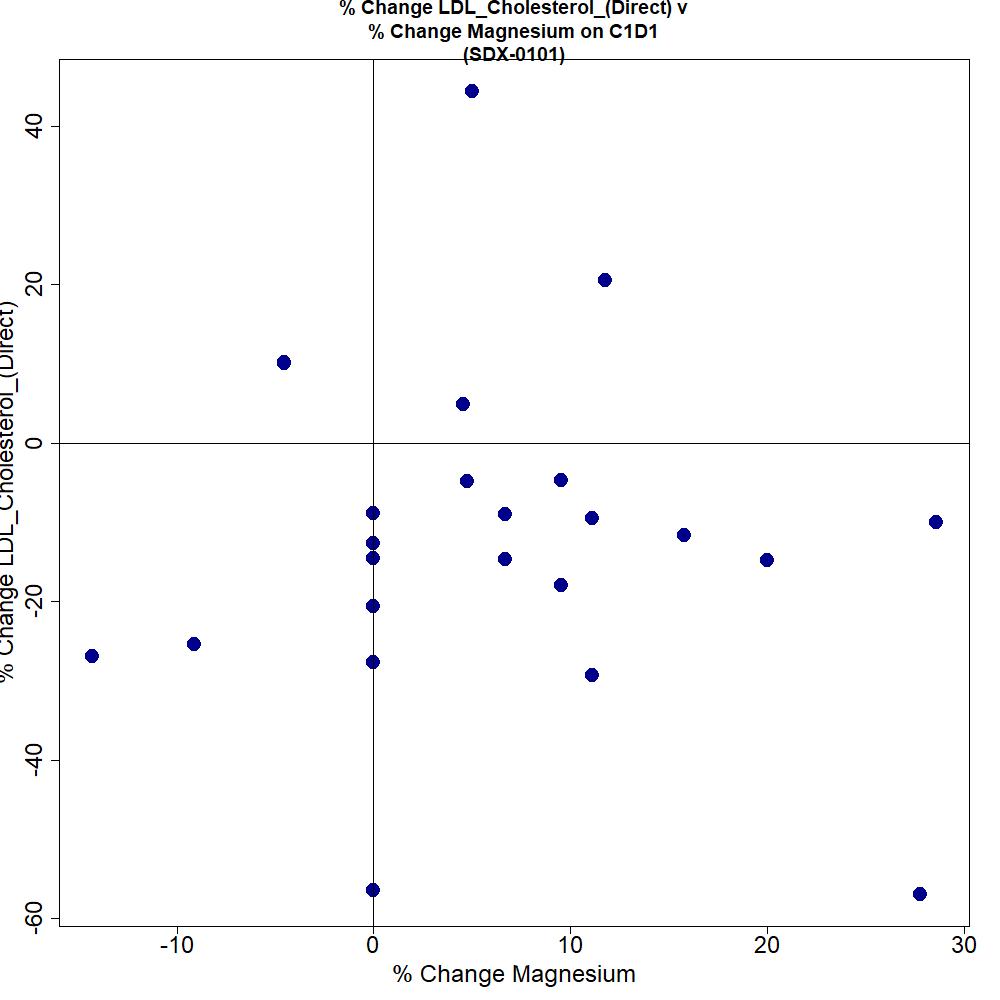 % Change LDL_Cholesterol_(Direct) v
% Change Magnesium on C1D1
(SDX-0101)
% Change LDL_Cholesterol_(Direct)
40
20
0
-20
-40
-60
-10
0
10
20
30
% Change Magnesium